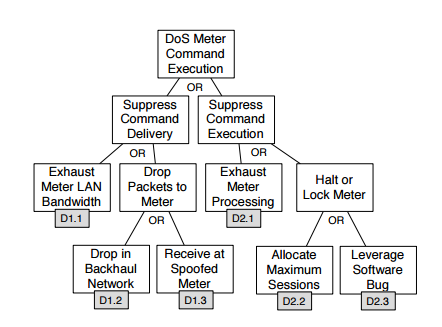 DoS Meter
Command
Execution
OR
Suppress
Command
Delivery
Suppress
Command
Execution
OR
OR
Exhaust
Meter LAN
Bandwidth
D1.1
Drop
Packets to
Meter
Exhaust
Meter
Processing
D2.1
Halt or
Lock Meter
OR
OR
Drop in
Backhaul
Network
D1.2
Receive at
Spoofed
Meter
D1.3
Allocate
Maximum
Sessions
D2.2
Leverage
Software
Bug
D2.3